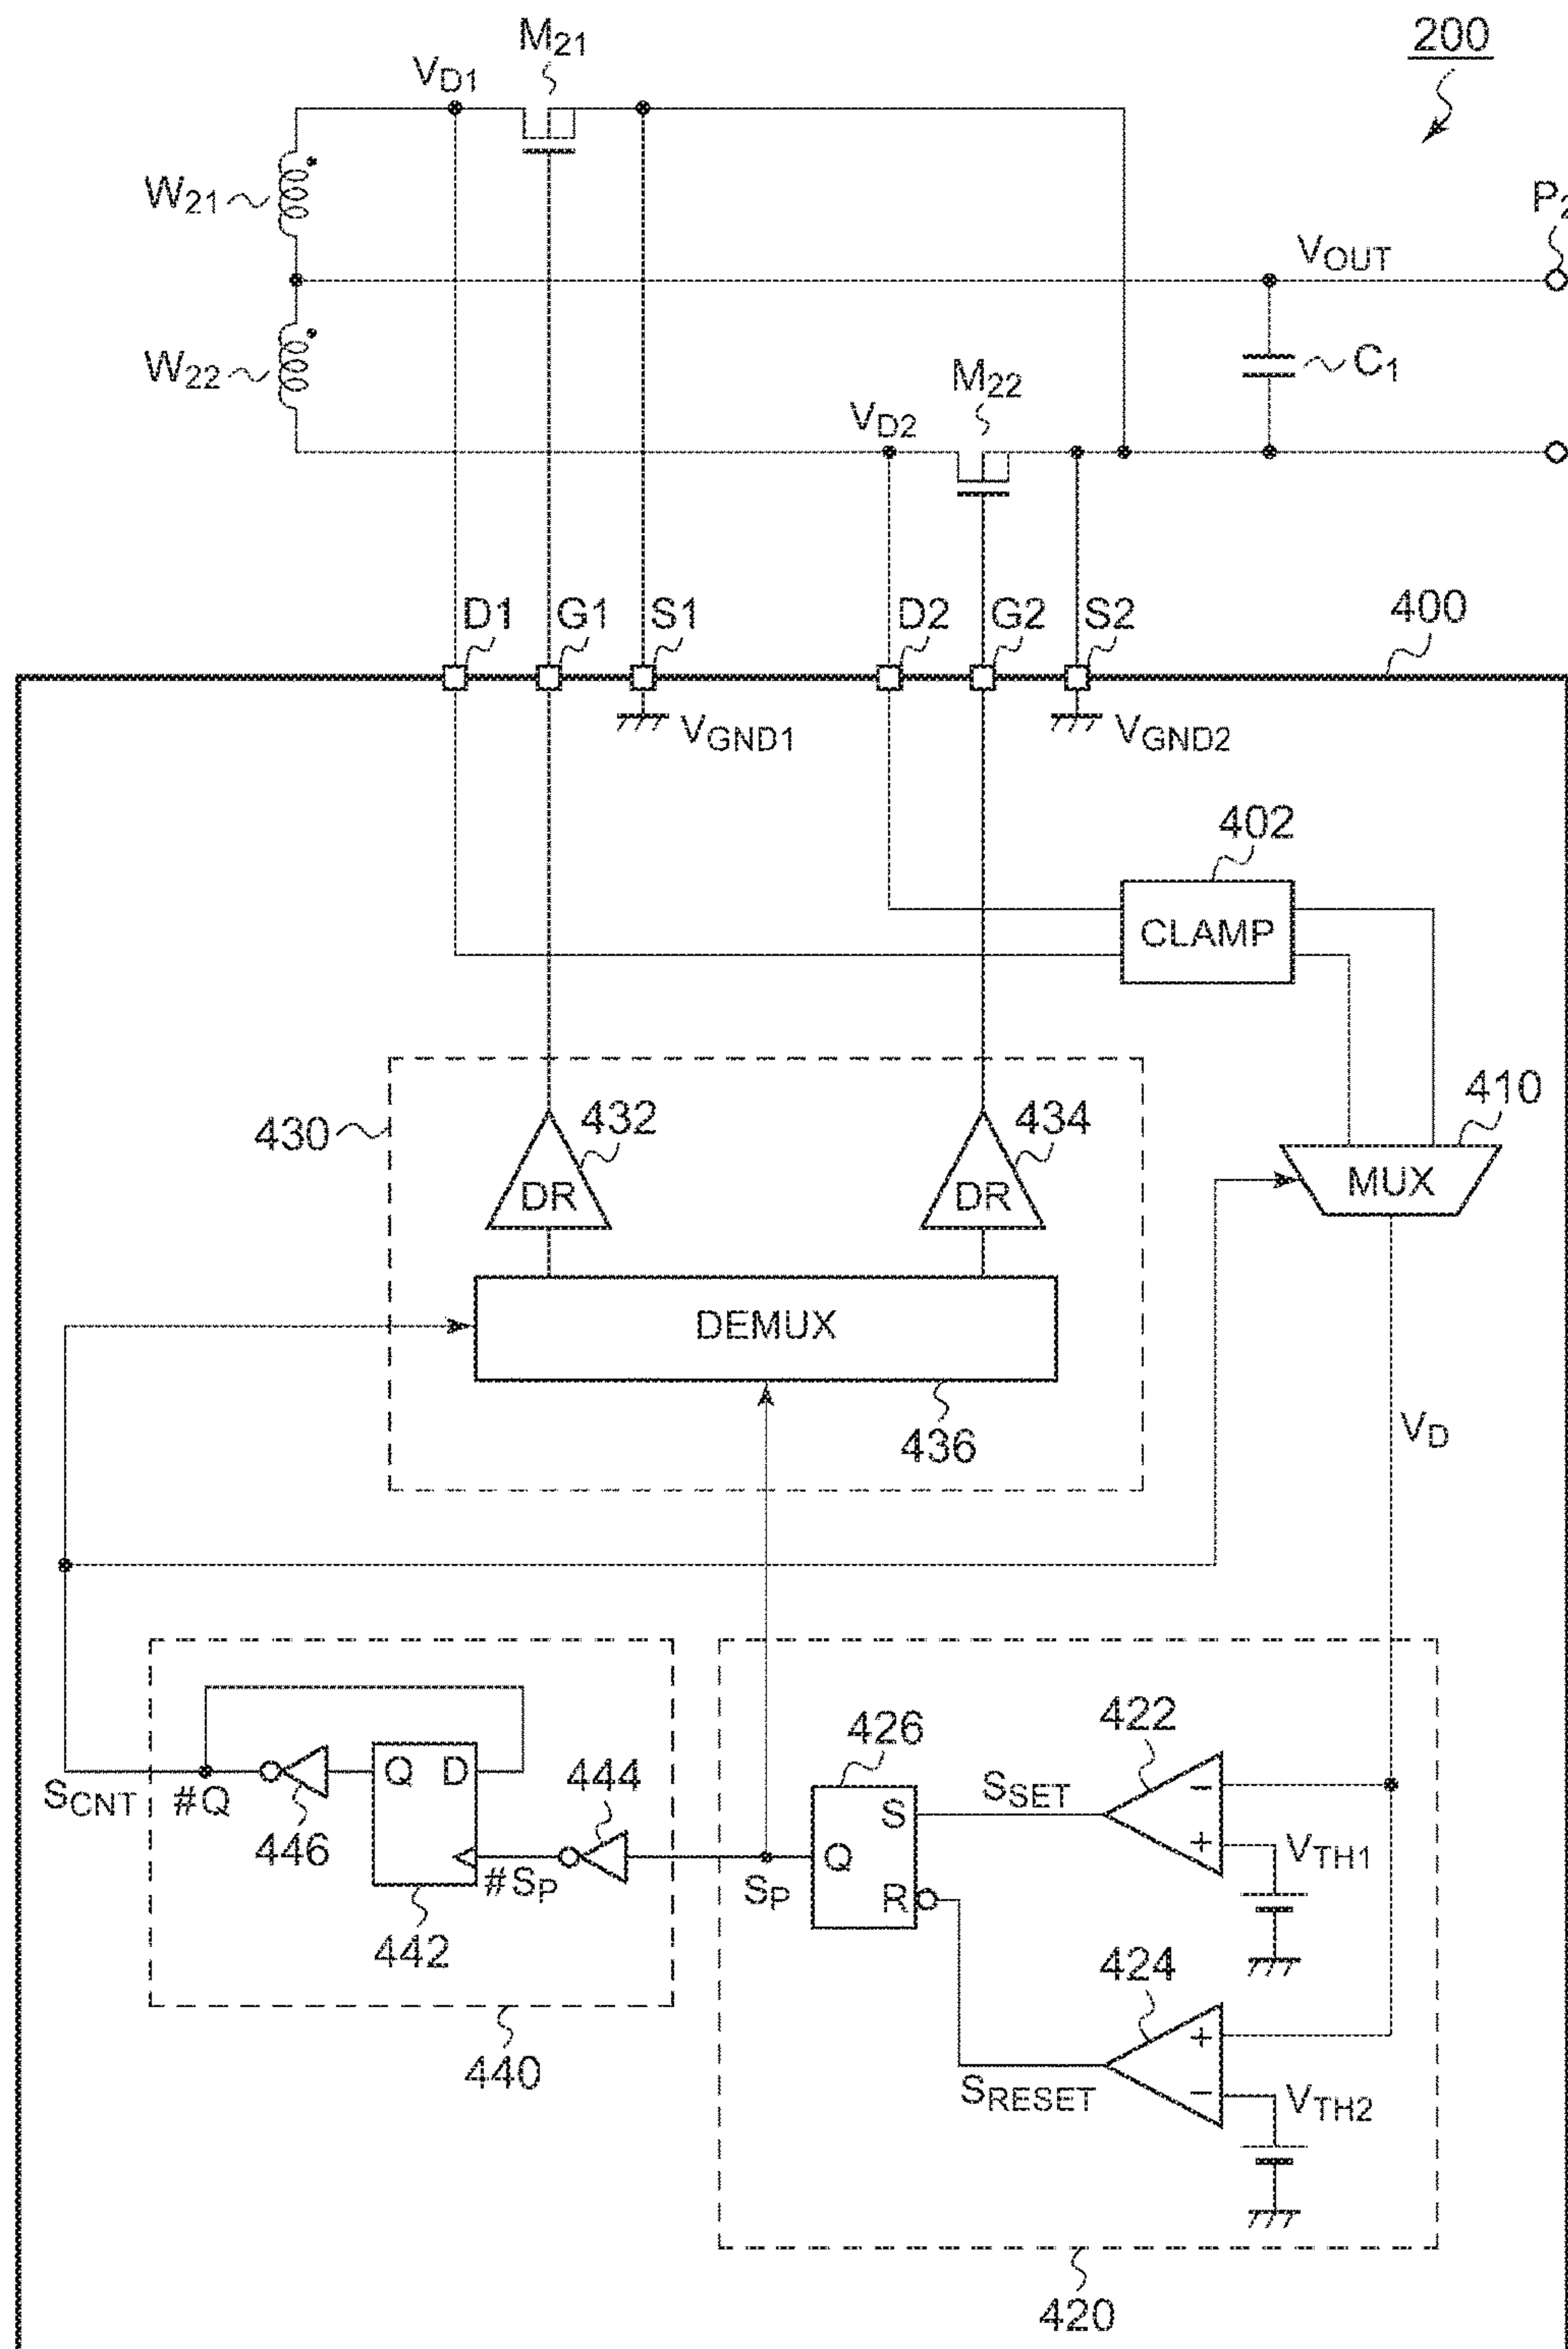 200
M21
VD1
W21
P2
VOUT
W22
C1
M22
VD2
D1
G1
S1
D2
G2
S2
400
VGND1
VGND2
402
CLAMP
410
430
432
434
MUX
DR
DR
DEMUX
VD
436
426
422
444
SSET
Q
D
S
−
SCNT
#Q
446
+
VTH1
#SP
SP
Q
R
442
424
+
440
SRESET
−
VTH2
420